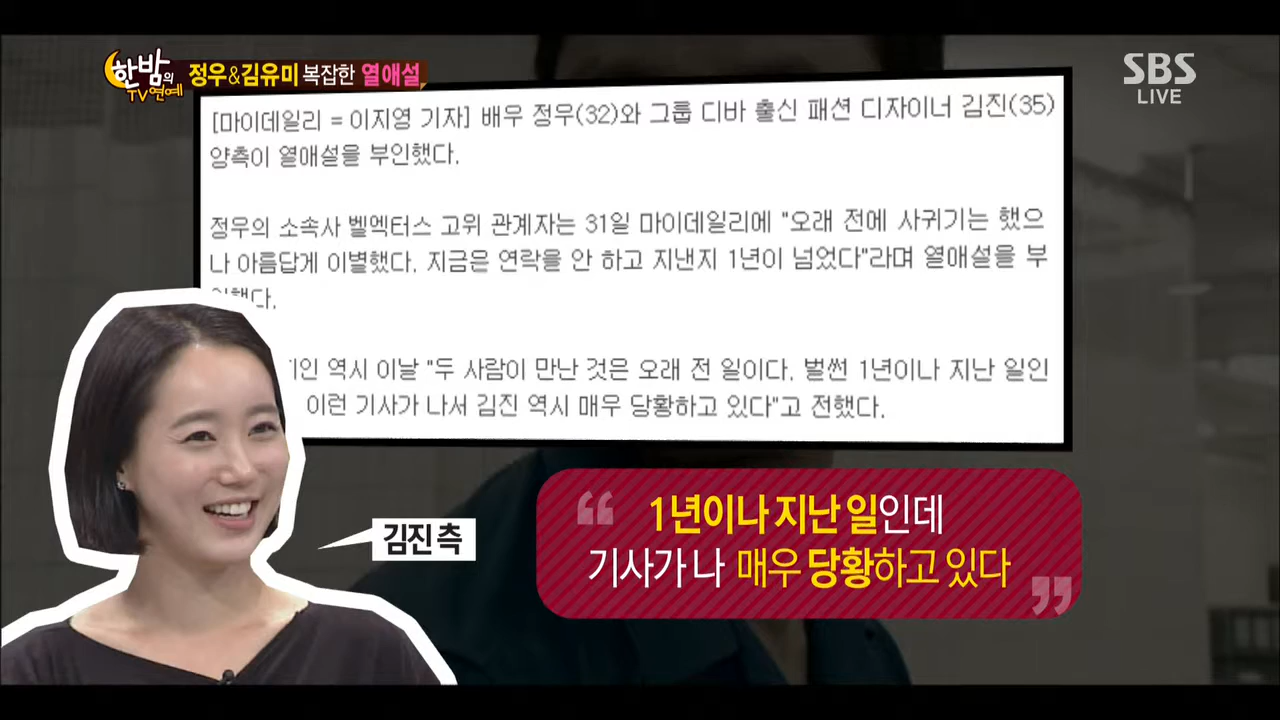 한밤의
TV연예
정우&김유미 복잡한 열애설
SBS
LIVE
[마이데일리 = 이지영 기자] 배우 정우(32)와 그룹 디바 출신 패션 디자이너 김진(35)
양측이 열애설을 부인했다.
정우의 소속사 벨엑터스 고위 관계자는 31일 마이데일리에 "오래 전에 사귀기는 했으
나 아름답게 이별했다. 지금은 연락을 안 하고 지낸지 1년이 넘었다"라며 열애설을 부
인했다.
역시 이날 "두 사람이 만난 것은 오래 전 일이다. 벌써 1년이나 지난 일인
이런 기사가 나서 김진 역시 매우 당황하고 있다"고 전했다.
김진 측
“ 1년이나 지난 일인데
기사가 나 매우 당황하고 있다 ”